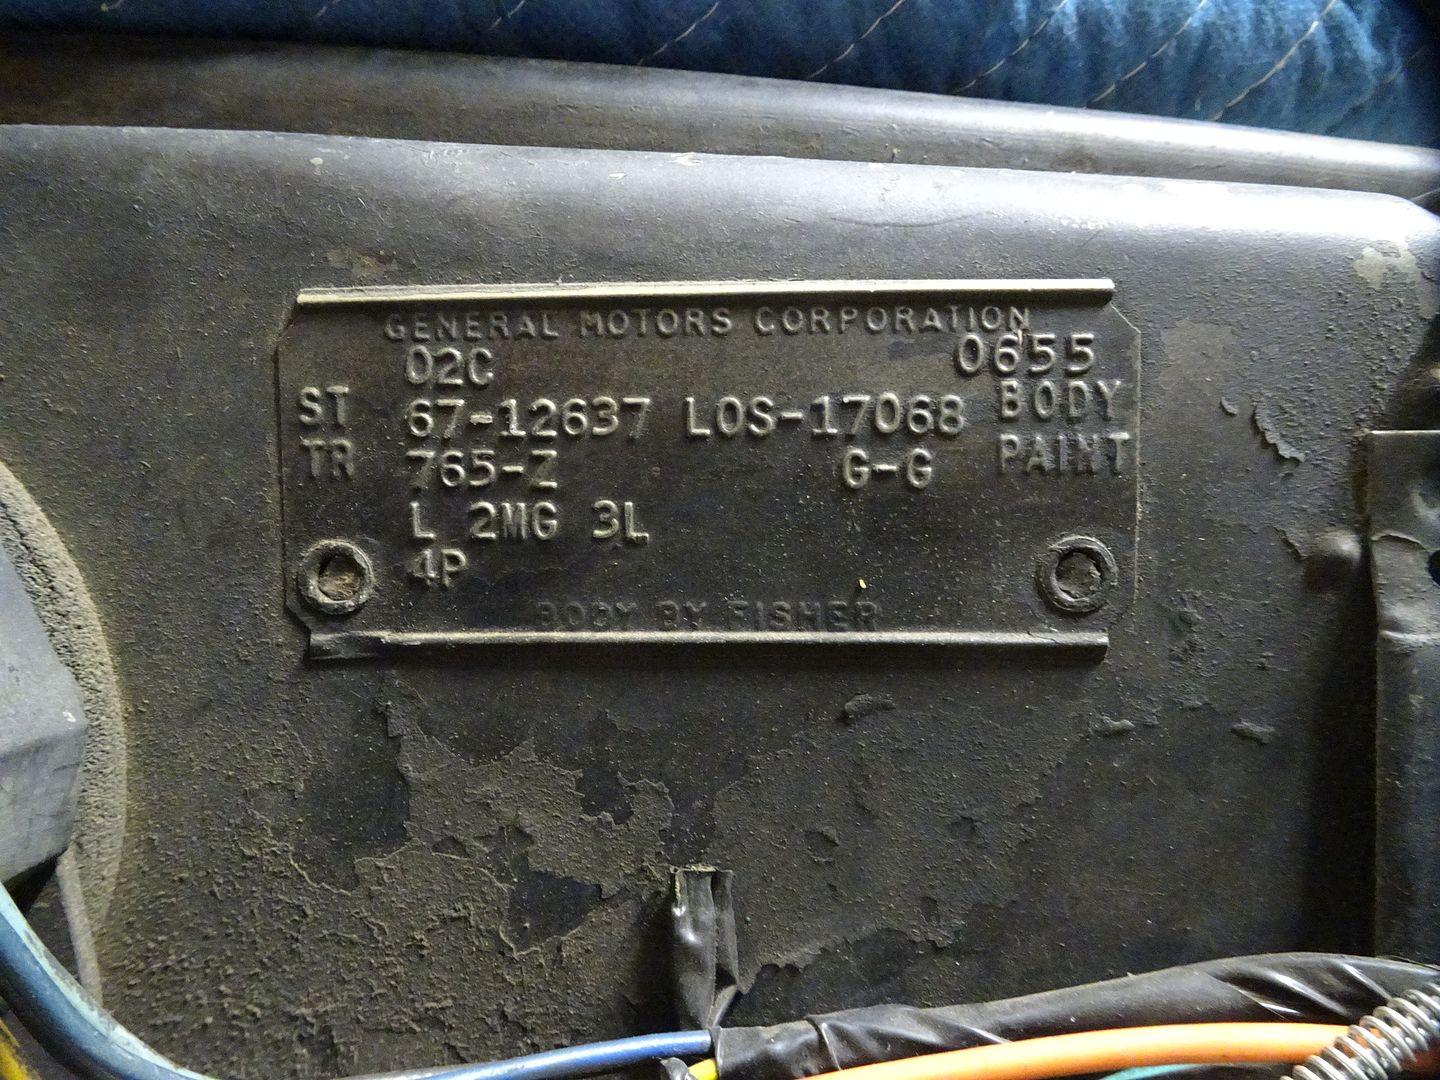 GENERAL MOTORS CORPORATION
02C 0655
ST 67-12637 LOS-17068 BODY
TR 765-Z G-G PAINT
L 2MG 3L
4P
BODY BY FISHER